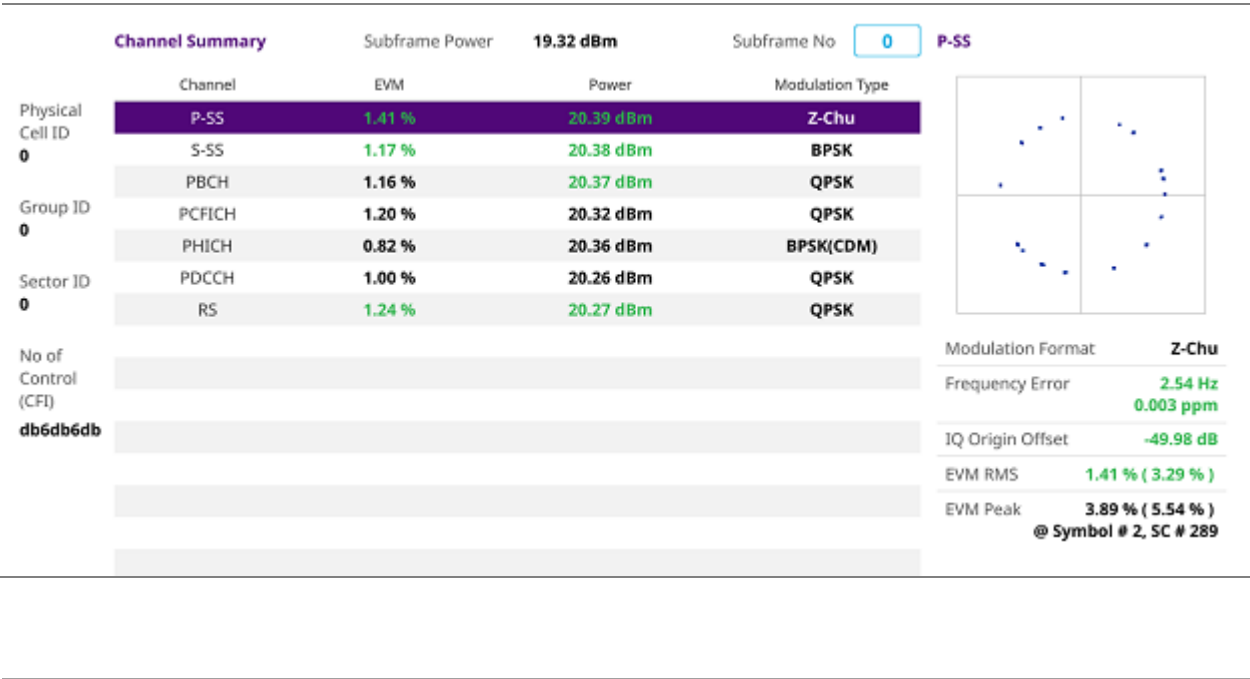 Channel Summary Subframe Power 19.32 dBm Subframe No 0 P-SS
Channel EVM Power Modulation Type
Physical
Cell ID
0
Group ID
0
Sector ID
0
No of
Control
(CFI)
db6db6db
P-SS 1.41 % 20.39 dBm Z-Chu
S-SS 1.17 % 20.38 dBm BPSK
PBCH 1.16 % 20.37 dBm QPSK
PCFICH 1.20 % 20.32 dBm QPSK
PHICH 0.82 % 20.36 dBm BPSK(CDM)
PDCCH 1.00 % 20.26 dBm QPSK
RS 1.24 % 20.27 dBm QPSK
Modulation Format Z-Chu
Frequency Error 2.54 Hz
0.003 ppm
IQ Origin Offset -49.98 dB
EVM RMS 1.41 % ( 3.29 % )
EVM Peak 3.89 % ( 5.54 % )
@ Symbol # 2, SC # 289